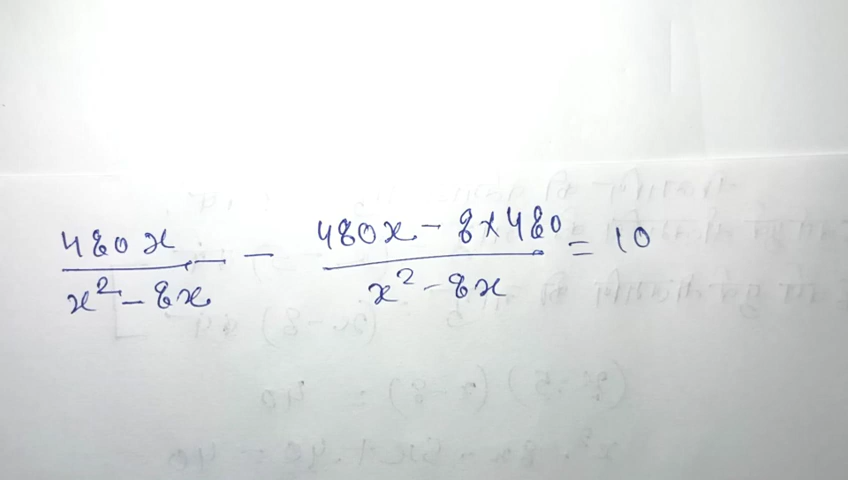 480x / x² - 8x - - 480x - 8×480 / x² - 8x = 10